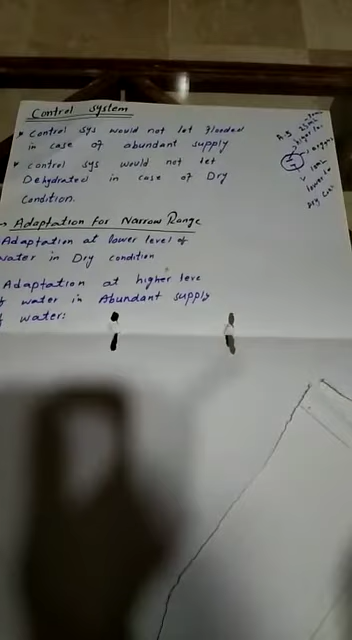 Control System
* Control Sys would not let flooded
in case of abundant supply
* Control sys would not let
Dehydrated in case of Dry
Condition.
→ Adaptation for Narrow Range
Adaptation at lower level of
water in Dry condition
Adaptation at higher leve
of water in Abundant supply
of water:
Dry